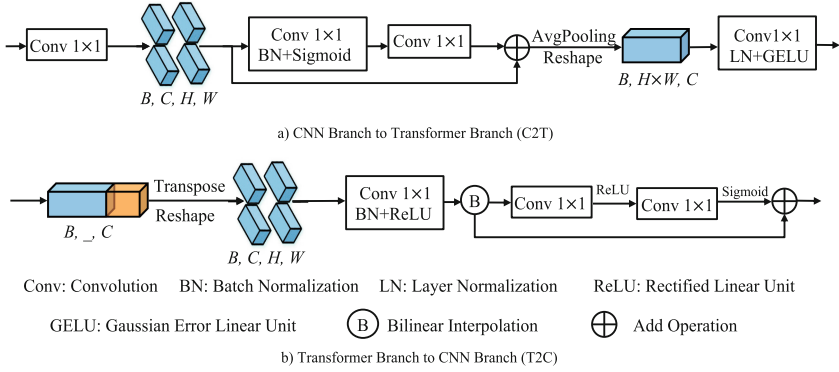 Conv 1×1
B, C, H, W
Conv 1×1
BN+Sigmoid
Conv 1×1
AvgPooling
Reshape
B, H×W, C
Conv1×1
LN+GELU
a) CNN Branch to Transformer Branch (C2T)
B, _, C
Transpose
Reshape
B, C, H, W
Conv 1×1
BN+ReLU
B
Conv 1×1
ReLU
Conv 1×1
Sigmoid
Conv: Convolution BN: Batch Normalization LN: Layer Normalization ReLU: Rectified Linear Unit
GELU: Gaussian Error Linear Unit B Bilinear Interpolation Add Operation
b) Transformer Branch to CNN Branch (T2C)